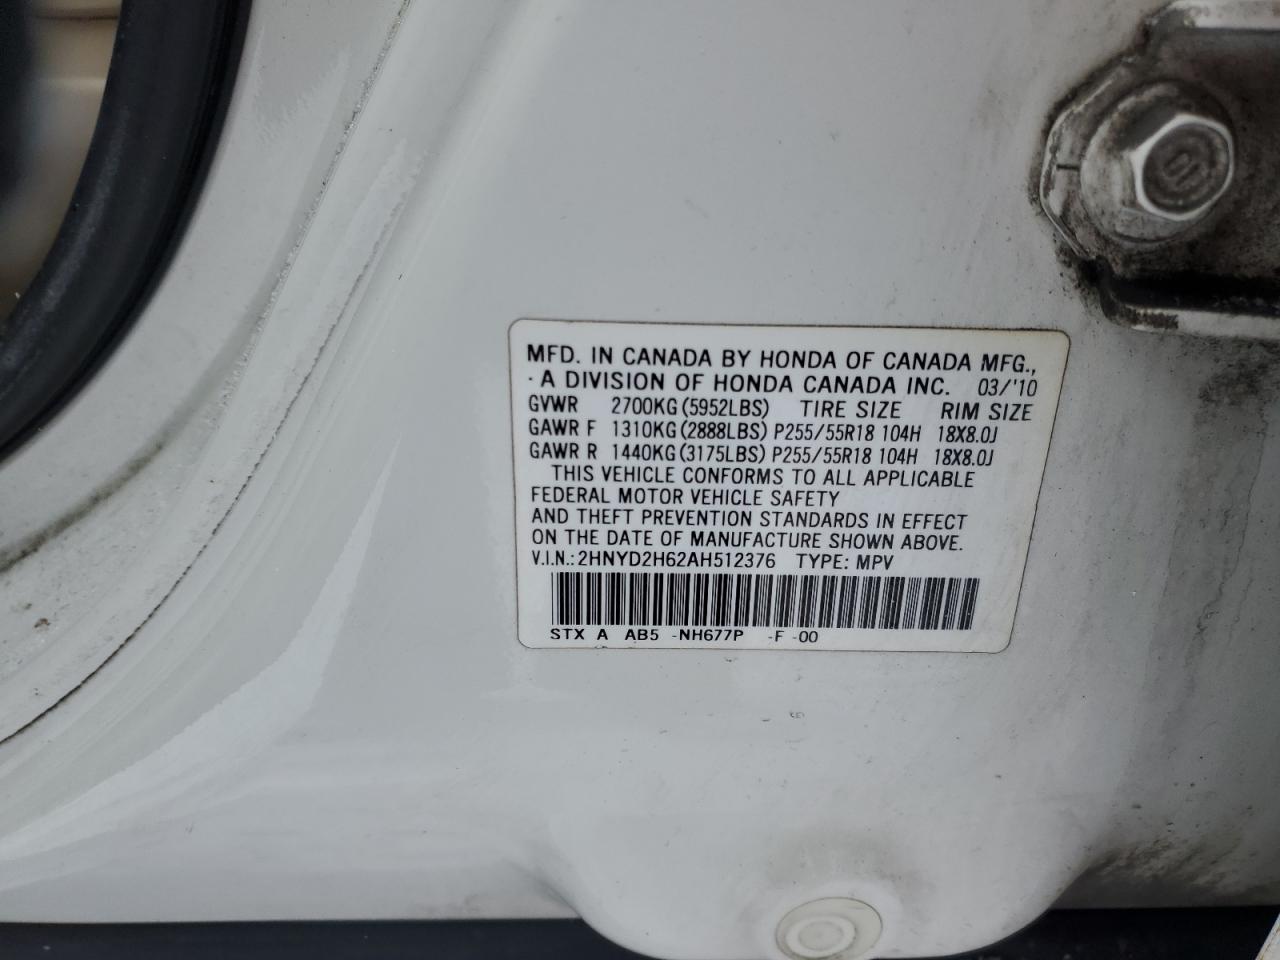 MFD. IN CANADA BY HONDA OF CANADA MFG.,
· A DIVISION OF HONDA CANADA INC. 03/'10
GVWR 2700KG (5952LBS) TIRE SIZE RIM SIZE
GAWR F 1310KG (2888LBS) P255/55R18 104H 18X8.0J
GAWR R 1440KG (3175LBS) P255/55R18 104H 18X8.0J
THIS VEHICLE CONFORMS TO ALL APPLICABLE
FEDERAL MOTOR VEHICLE SAFETY
AND THEFT PREVENTION STANDARDS IN EFFECT
ON THE DATE OF MANUFACTURE SHOWN ABOVE.
V.I.N.: 2HNYD2H62AH512376 TYPE: MPV
STX A AB5 -NH677P -F -00